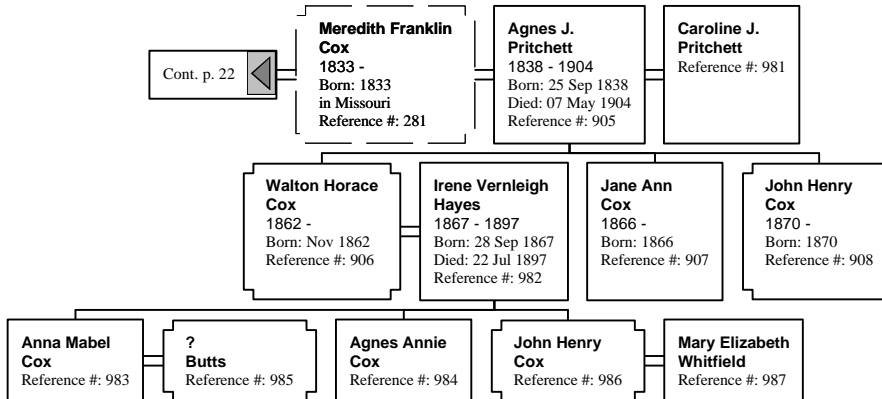 Cont. p. 22
Meredith Franklin
Cox
1833 -
Born: 1833
in Missouri
Reference #: 281
Agnes J.
Pritchett
1838 - 1904
Born: 25 Sep 1838
Died: 07 May 1904
Reference #: 905
Caroline J.
Pritchett
Reference #: 981
Walton Horace
Cox
1862 -
Born: Nov 1862
Reference #: 906
Irene Vernleigh
Hayes
1867 - 1897
Born: 28 Sep 1867
Died: 22 Jul 1897
Reference #: 982
Jane Ann
Cox
1866 -
Born: 1866
Reference #: 907
John Henry
Cox
1870 -
Born: 1870
Reference #: 908
Anna Mabel
Cox
Reference #: 983
?
Butts
Reference #: 985
Agnes Annie
Cox
Reference #: 984
John Henry
Cox
Reference #: 986
Mary Elizabeth
Whitfield
Reference #: 987